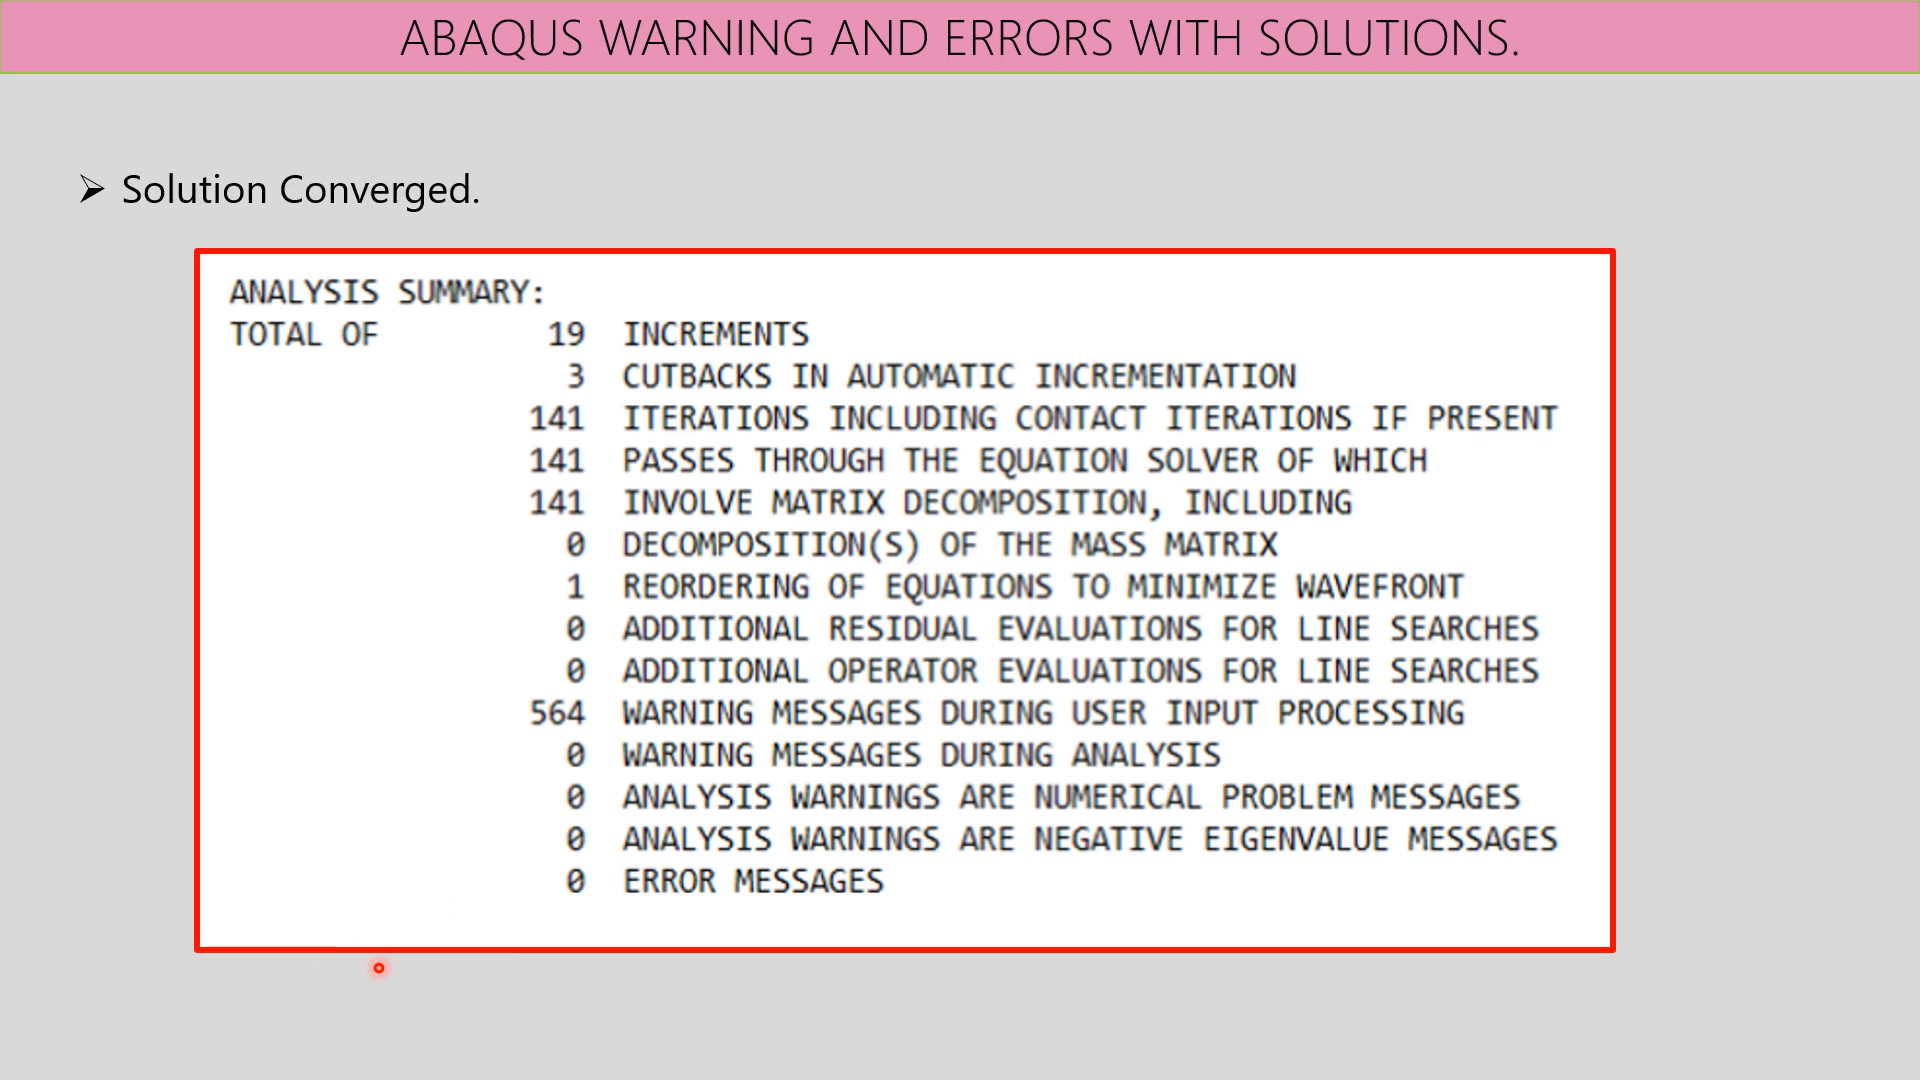 ABAQUS WARNING AND ERRORS WITH SOLUTIONS.
Solution Converged.
ANALYSIS SUMMARY:
TOTAL OF 19 INCREMENTS
3 CUTBACKS IN AUTOMATIC INCREMENTATION
141 ITERATIONS INCLUDING CONTACT ITERATIONS IF PRESENT
141 PASSES THROUGH THE EQUATION SOLVER OF WHICH
141 INVOLVE MATRIX DECOMPOSITION, INCLUDING
0 DECOMPOSITION(S) OF THE MASS MATRIX
1 REORDERING OF EQUATIONS TO MINIMIZE WAVEFRONT
0 ADDITIONAL RESIDUAL EVALUATIONS FOR LINE SEARCHES
0 ADDITIONAL OPERATOR EVALUATIONS FOR LINE SEARCHES
564 WARNING MESSAGES DURING USER INPUT PROCESSING
0 WARNING MESSAGES DURING ANALYSIS
0 ANALYSIS WARNINGS ARE NUMERICAL PROBLEM MESSAGES
0 ANALYSIS WARNINGS ARE NEGATIVE EIGENVALUE MESSAGES
0 ERROR MESSAGES